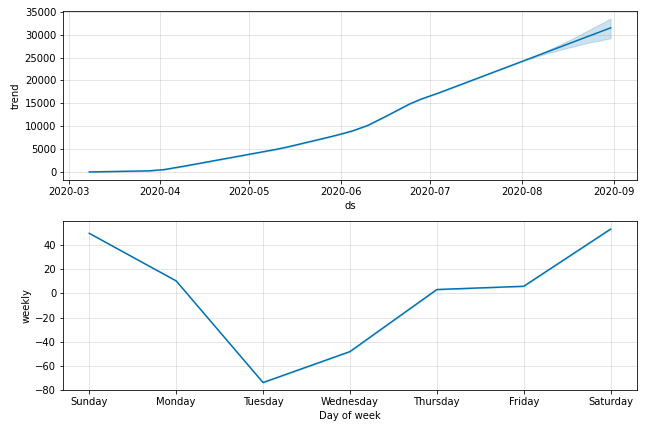 35000
30000
25000
20000
15000
10000
5000
0
trend
2020-03 2020-04 2020-05 2020-06 2020-07 2020-08 2020-09
ds
40
20
0
−20
−40
−60
−80
weekly
Sunday Monday Tuesday Wednesday Thursday Friday Saturday
Day of week